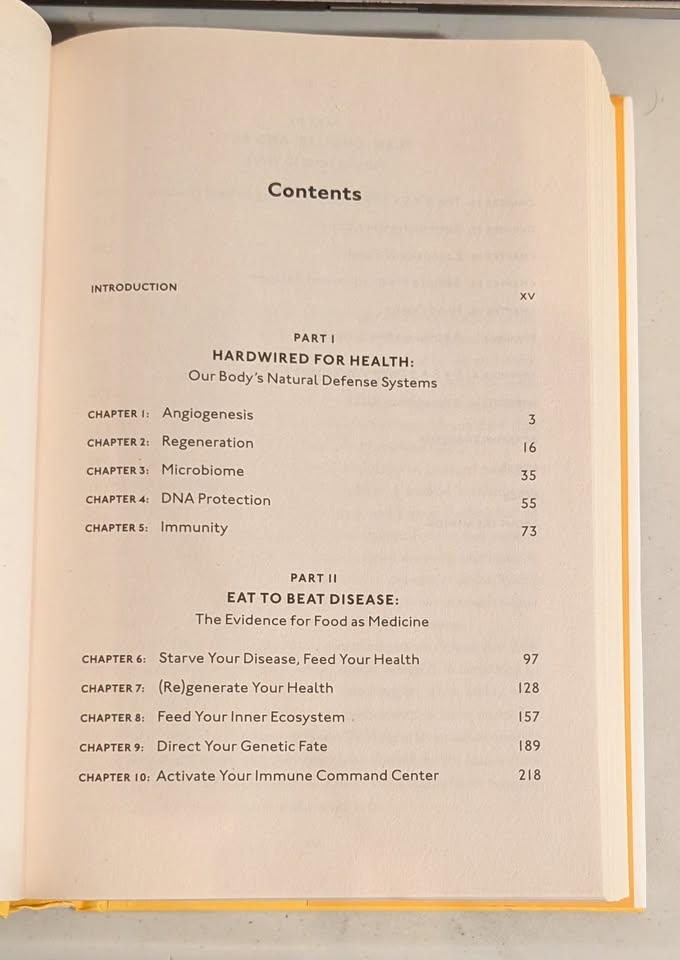 Contents
INTRODUCTION XV
PART I
HARDWIRED FOR HEALTH:
Our Body's Natural Defense Systems
CHAPTER 1: Angiogenesis 3
CHAPTER 2: Regeneration 16
CHAPTER 3: Microbiome 35
CHAPTER 4: DNA Protection 55
CHAPTER 5: Immunity 73
PART II
EAT TO BEAT DISEASE:
The Evidence for Food as Medicine
CHAPTER 6: Starve Your Disease, Feed Your Health 97
CHAPTER 7: (Re)generate Your Health 128
CHAPTER 8: Feed Your Inner Ecosystem 157
CHAPTER 9: Direct Your Genetic Fate 189
CHAPTER 10: Activate Your Immune Command Center 218